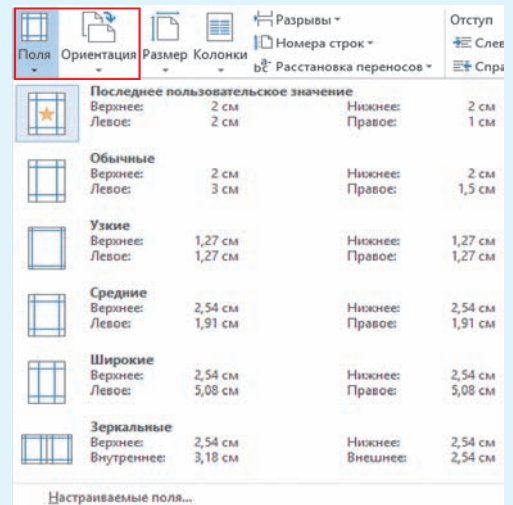 Поля Ориентация Размер Колонки
Разрывы
Номера строк
Расстановка переносов
Отступ
Последнее пользовательское значение
Верхнее: 2 см Нижнее: 2 см
Левое: 2 см Правое: 1 см
Обычные
Верхнее: 2 см Нижнее: 2 см
Левое: 3 см Правое: 1,5 см
Узкие
Верхнее: 1,27 см Нижнее: 1,27 см
Левое: 1,27 см Правое: 1,27 см
Средние
Верхнее: 2,54 см Нижнее: 2,54 см
Левое: 1,91 см Правое: 1,91 см
Широкие
Верхнее: 2,54 см Нижнее: 2,54 см
Левое: 5,08 см Правое: 5,08 см
Зеркальные
Верхнее: 2,54 см Нижнее: 2,54 см
Внутреннее: 3,18 см Внешнее: 2,54 см
Настраиваемые поля...